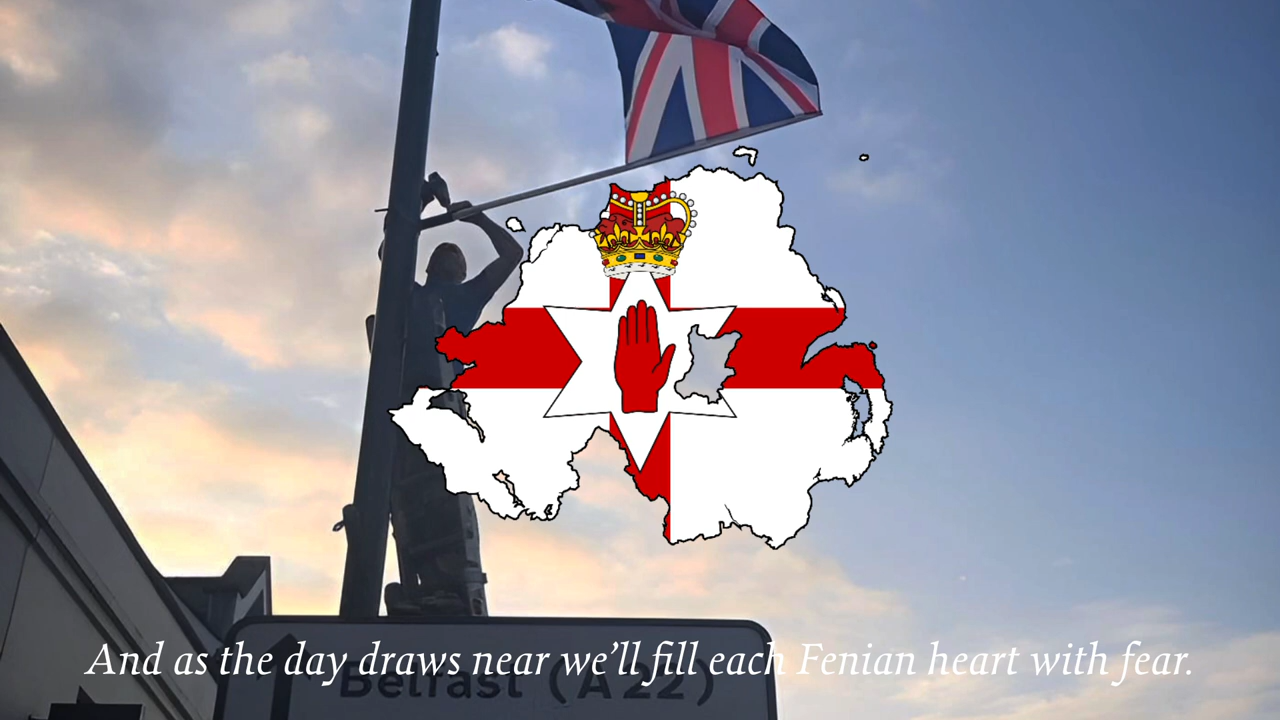 And as the day draws near we'll fill each Fenian heart with fear.
Belfast (A22)